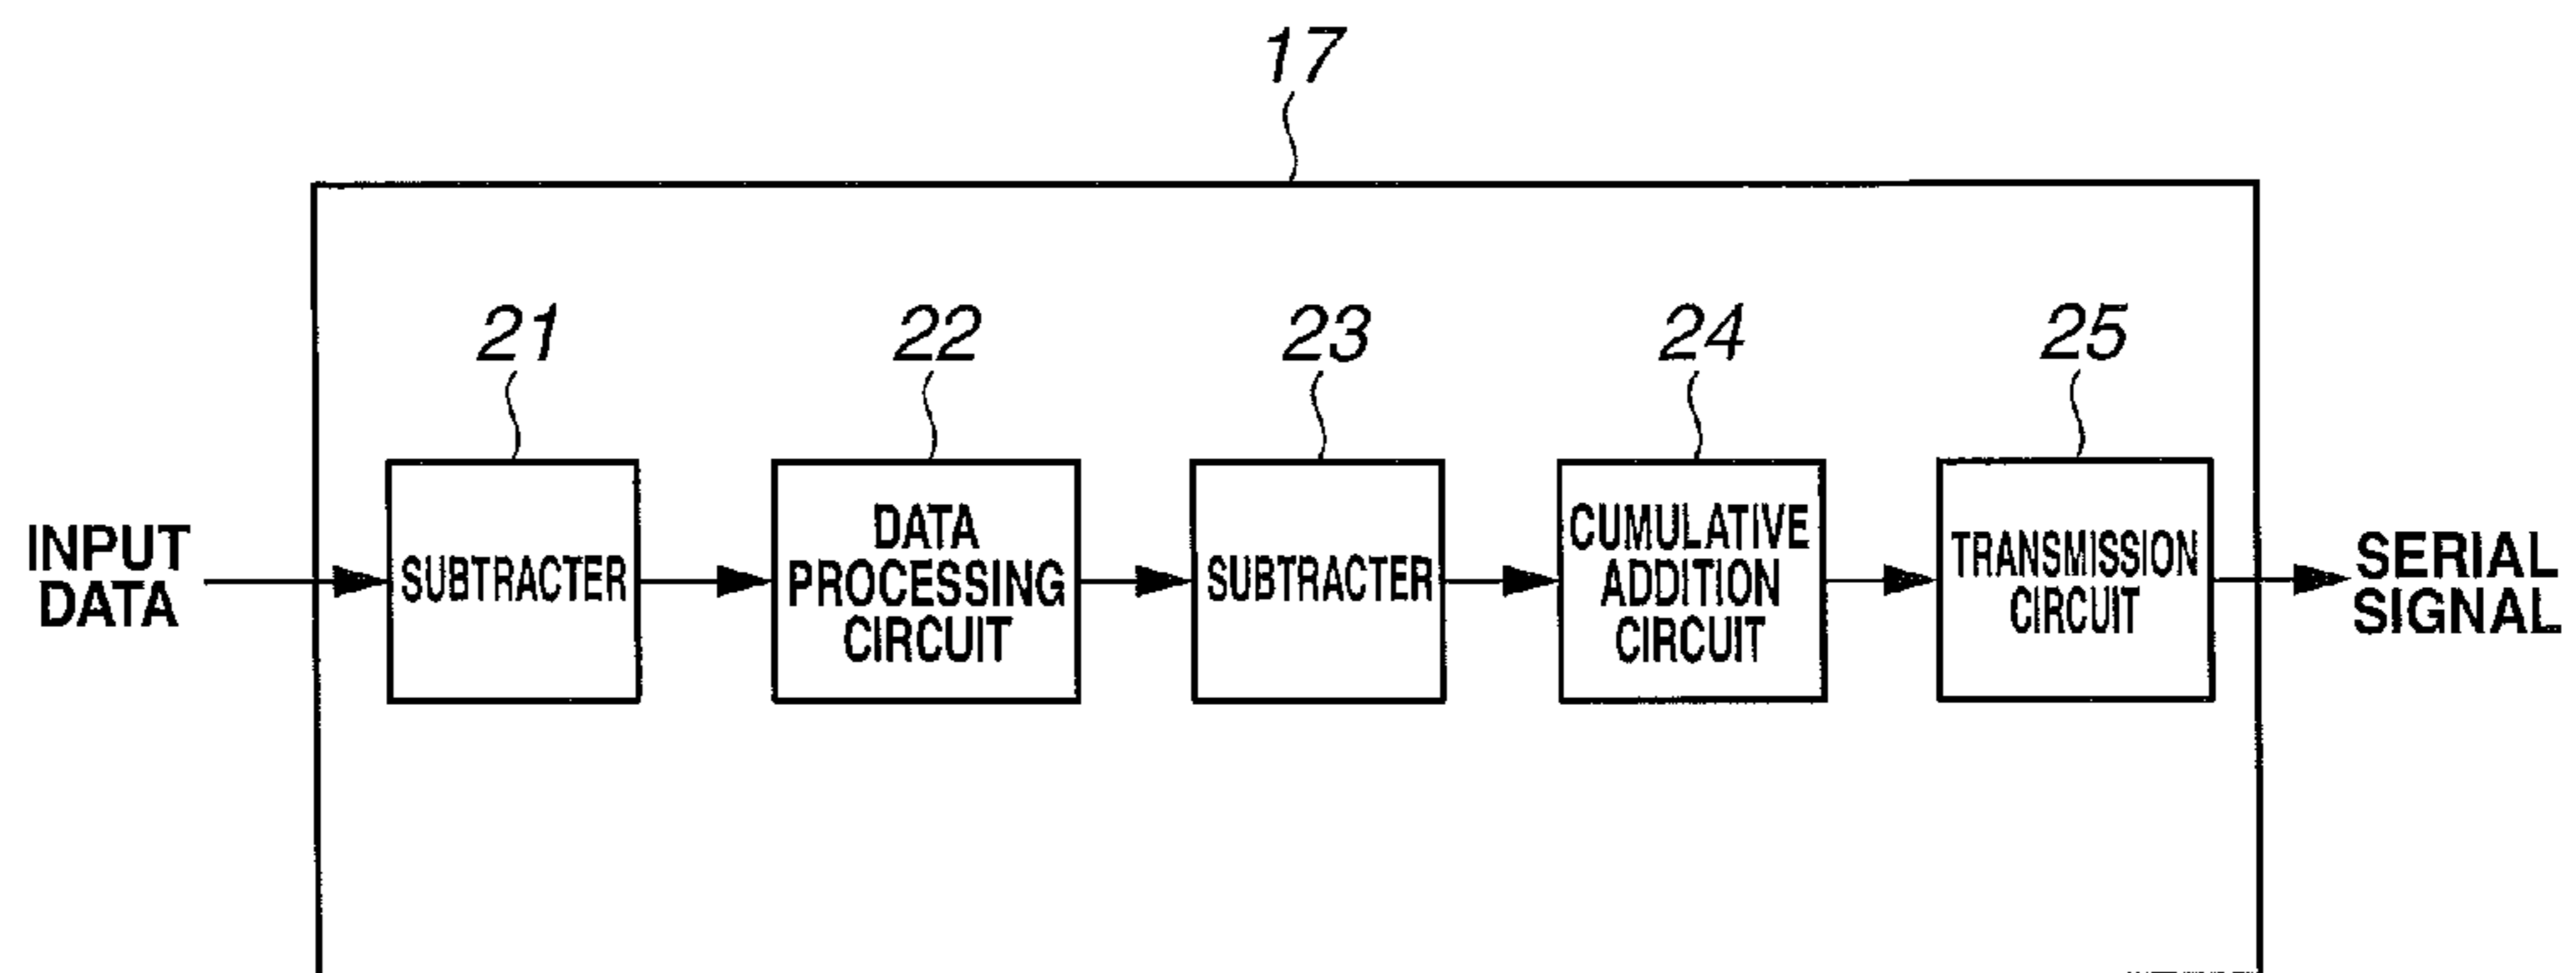 17
21
22
23
24
25
INPUT
DATA
SUBTRACTER
DATA
PROCESSING
CIRCUIT
SUBTRACTER
CUMULATIVE
ADDITION
CIRCUIT
TRANSMISSION
CIRCUIT
SERIAL
SIGNAL